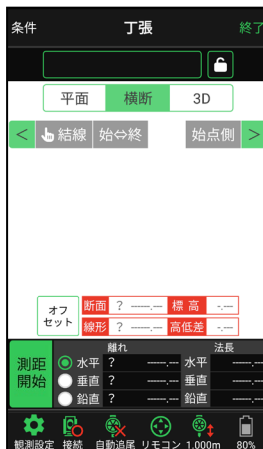 条件 丁張 終了
平面 横断 3D
< 結線 始⇔終 始点側 >
オフ
セット
断面 ? -----.--- 標高 -.---
線形 ? -----.--- 高低差 -.---
離れ 法長
測距
開始
水平 ? -----.--- 水平 -----.---
垂直 ? -----.--- 垂直 -----.---
鉛直 ? -----.--- 鉛直 -----.---
観測設定 接続 自動追尾 リモコン 1.000m 80%